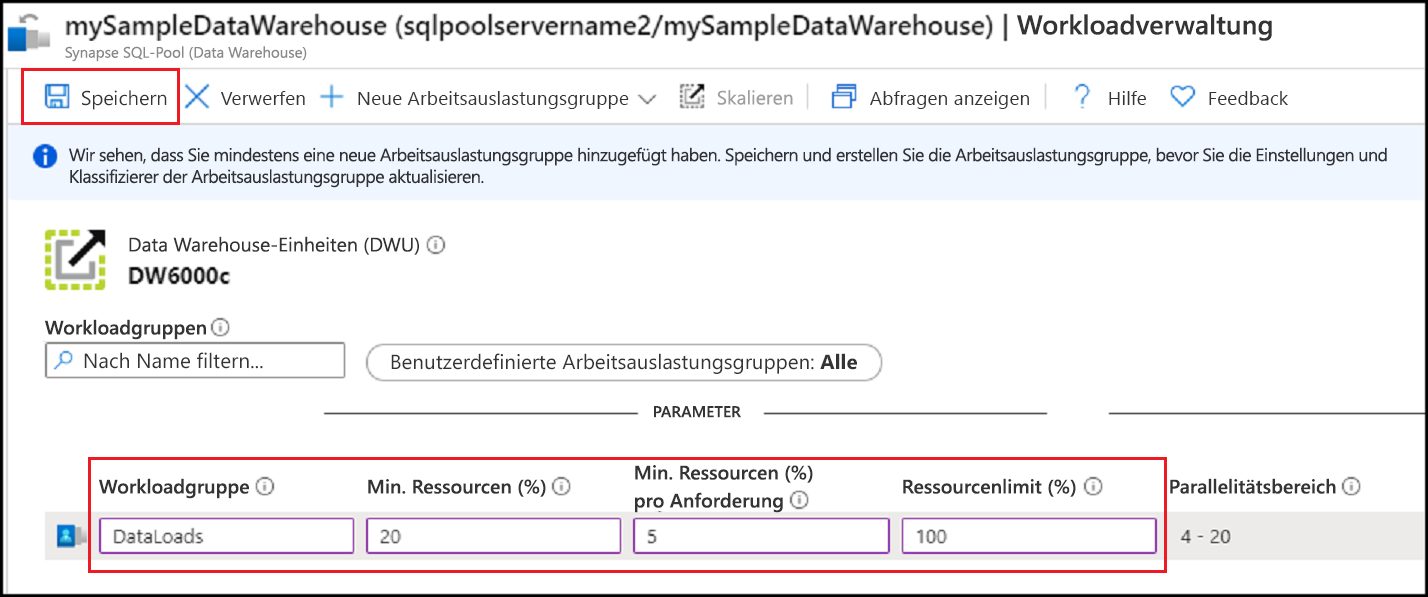 mySampleDataWarehouse (sqlpoolservername2/mySampleDataWarehouse) | Workloadverwaltung
Synapse SQL-Pool (Data Warehouse)
Speichern Verwerfen Neue Arbeitsauslastungsgruppe Skalieren Abfragen anzeigen Hilfe Feedback
Wir sehen, dass Sie mindestens eine neue Arbeitsauslastungsgruppe hinzugefügt haben. Speichern und erstellen Sie die Arbeitsauslastungsgruppe, bevor Sie die Einstellungen und
Klassifizierer der Arbeitsauslastungsgruppe aktualisieren.
Data Warehouse-Einheiten (DWU)
DW6000c
Workloadgruppen
Nach Name filtern... Benutzerdefinierte Arbeitsauslastungsgruppen: Alle
PARAMETER
Workloadgruppe Min. Ressourcen (%) Min. Ressourcen (%) pro Anforderung Ressourcenlimit (%) Parallelitätsbereich
DataLoads 20 5 100 4 - 20